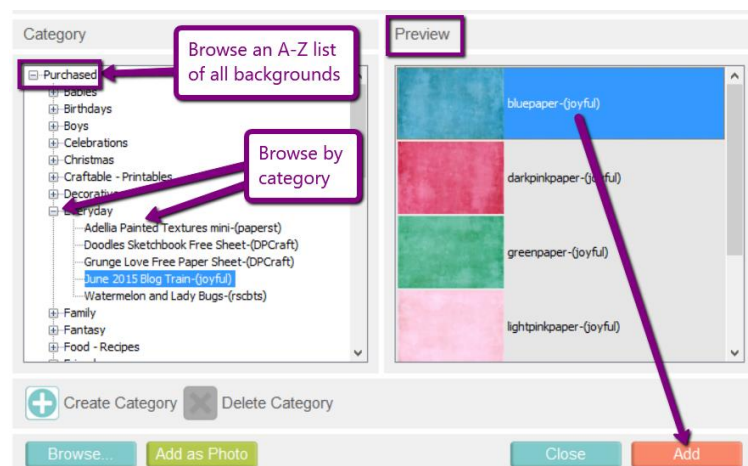 Category
Preview
Browse an A-Z list
of all backgrounds
Purchased
Babies
Birthdays
Boys
Celebrations
Christmas
Craftable - Printables
Decorative
Everyday
Browse by
category
Adellia Painted Textures mini-(paperst)
Doodles Sketchbook Free Sheet-(DPCraft)
Grunge Love Free Paper Sheet-(DPCraft)
June 2015 Blog Train-(joyful)
Watermelon and Lady Bugs-(rscbts)
Family
Fantasy
Food - Recipes
bluepaper-(joyful)
darkpinkpaper-(joyful)
greenpaper-(joyful)
lightpinkpaper-(joyful)
Create Category
Delete Category
Browse...
Add as Photo
Close
Add